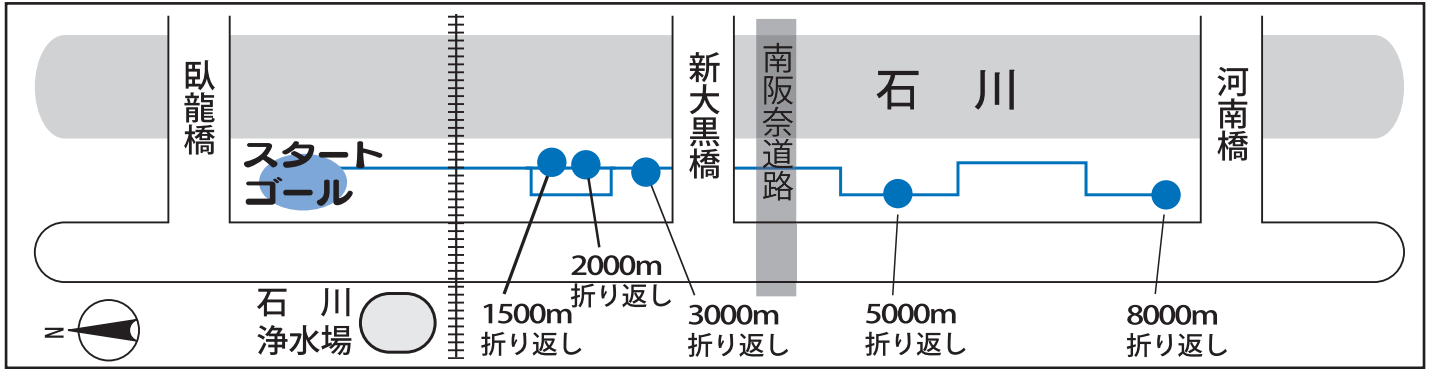 臥龍橋
新大黒橋
南阪奈道路
石　川
河南橋
スタート
ゴール
1500m
折り返し
2000m
折り返し
3000m
折り返し
5000m
折り返し
8000m
折り返し
石　川
浄水場
N